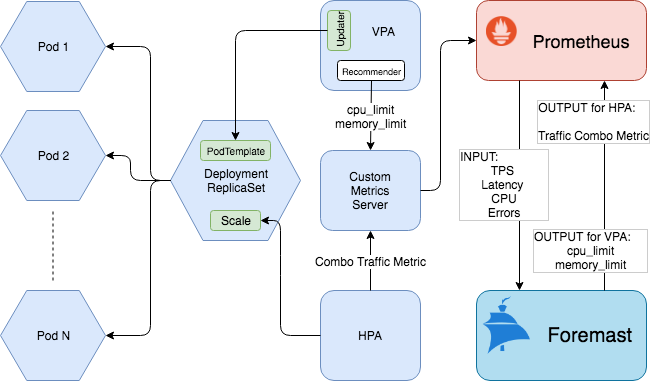 Pod 1
Pod 2
Pod N
PodTemplate
Deployment
ReplicaSet
Scale
Updater
VPA
Recommender
cpu_limit
memory_limit
Custom
Metrics
Server
Combo Traffic Metric
HPA
Prometheus
INPUT:
TPS
Latency
CPU
Errors
OUTPUT for HPA:
Traffic Combo Metric
OUTPUT for VPA:
cpu_limit
memory_limit
Foremast